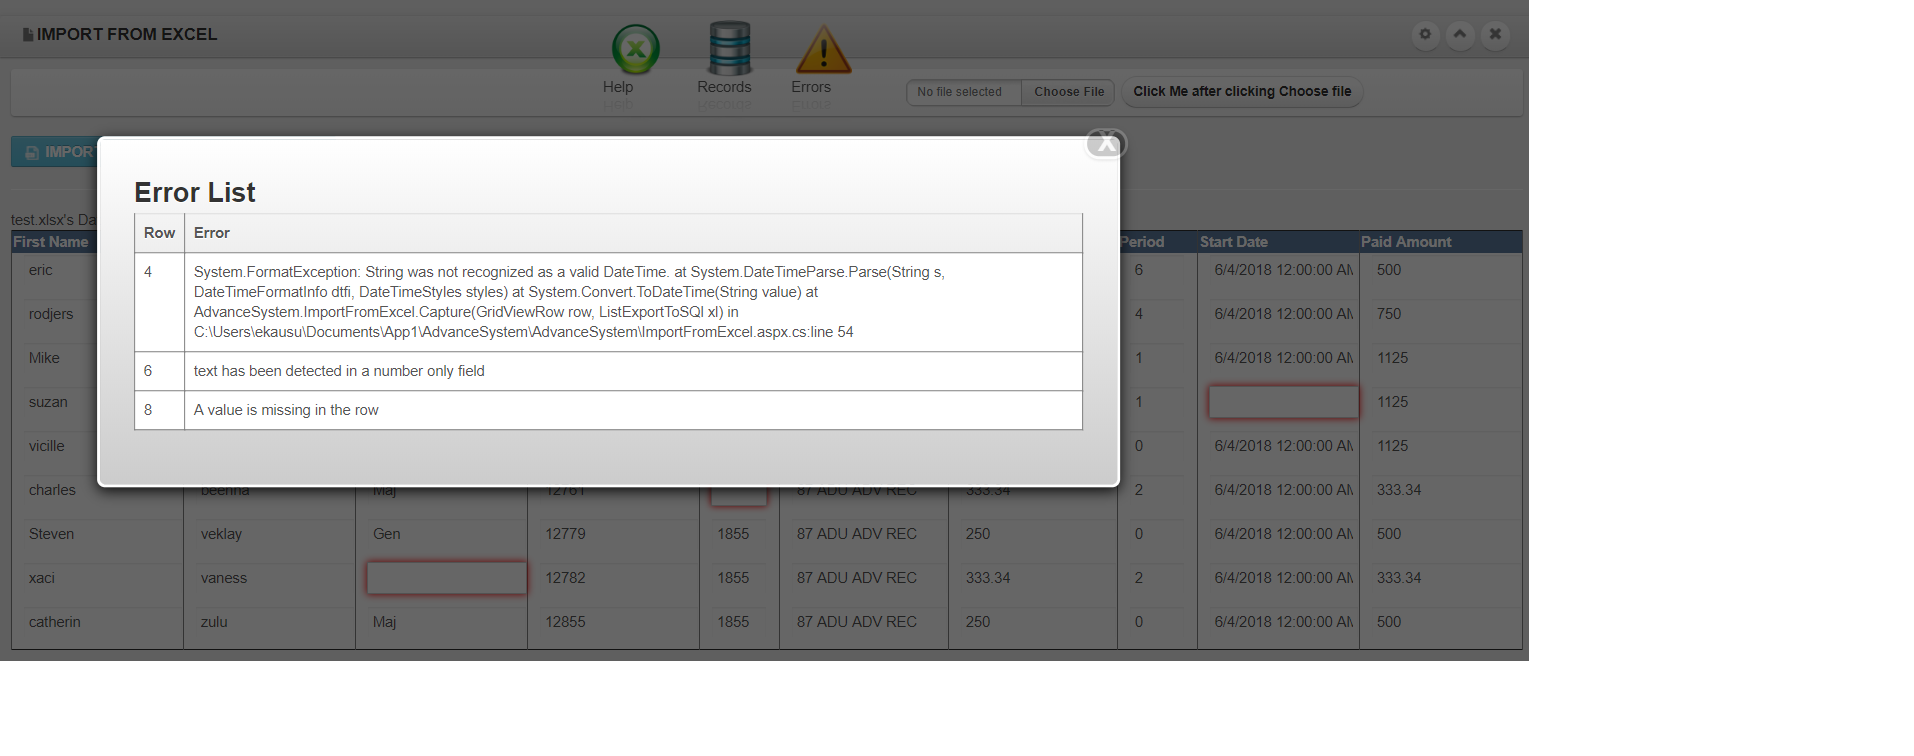 IMPORT FROM EXCEL
Help
Records
Errors
No file selected
Choose File
Click Me after clicking Choose file
IMPOR
X
Error List
Row Error
4 System.FormatException: String was not recognized as a valid DateTime. at System.DateTimeParse.Parse(String s,
DateTimeFormatInfo dtfi, DateTimeStyles styles) at System.Convert.ToDateTime(String value) at
AdvanceSystem.ImportFromExcel.Capture(GridViewRow row, ListExportToSQl xl) in
C:\Users\ekausu\Documents\App1\AdvanceSystem\AdvanceSystem\ImportFromExcel.aspx.cs:line 54
6 text has been detected in a number only field
8 A value is missing in the row
test.xlsx's Da
First Name Period Start Date Paid Amount
eric 6 6/4/2018 12:00:00 AM 500
rodjers 4 6/4/2018 12:00:00 AM 750
Mike 1 6/4/2018 12:00:00 AM 1125
suzan 1 1125
vicille 0 6/4/2018 12:00:00 AM 1125
charles beenna Maj 12761 87 ADU ADV REC 333.34 2 6/4/2018 12:00:00 AM 333.34
Steven veklay Gen 12779 1855 87 ADU ADV REC 250 0 6/4/2018 12:00:00 AM 500
xaci vaness 12782 1855 87 ADU ADV REC 333.34 2 6/4/2018 12:00:00 AM 333.34
catherin zulu Maj 12855 1855 87 ADU ADV REC 250 0 6/4/2018 12:00:00 AM 500